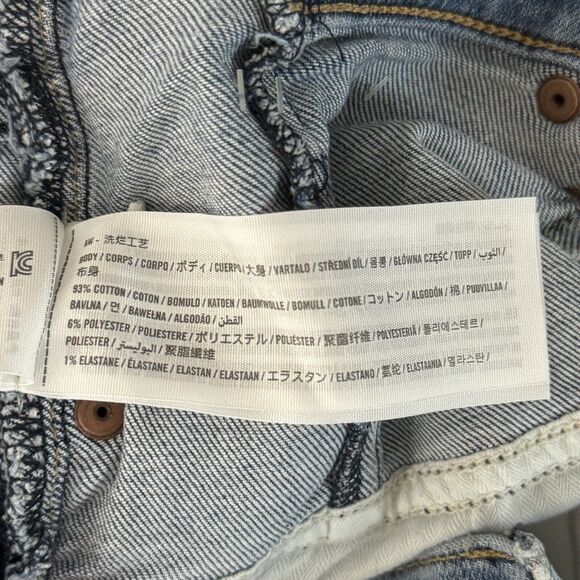 AW - 洗烂工艺
BODY / CORPS / CORPO / ボディ / CUERPO / 大身 / VARTALO / STŘEDNÍ DÍL / 몸통 / GŁÓWNA CZĘŚĆ / TOPP / الثوب /
布身
93% COTTON / COTON / BOMULD / KATOEN / BAUMWOLLE / BOMULL / COTONE / コットン / ALGODÓN / 棉 / PUUVILLAA /
BAVLNA / 면 / BAWEŁNA / ALGODÃO / القطن
6% POLYESTER / POLIESTERE / ポリエステル / POLIÉSTER / 聚酯纤维 / POLYESTERIÄ / 폴리에스테르 /
POLIESTER / البوليستر / 聚脂纖維
1% ELASTANE / ÉLASTANE / ELASTAN / ELASTAAN / エラスタン / ELASTANO / 氨纶 / ELASTAANIA / 엘라스탄 /